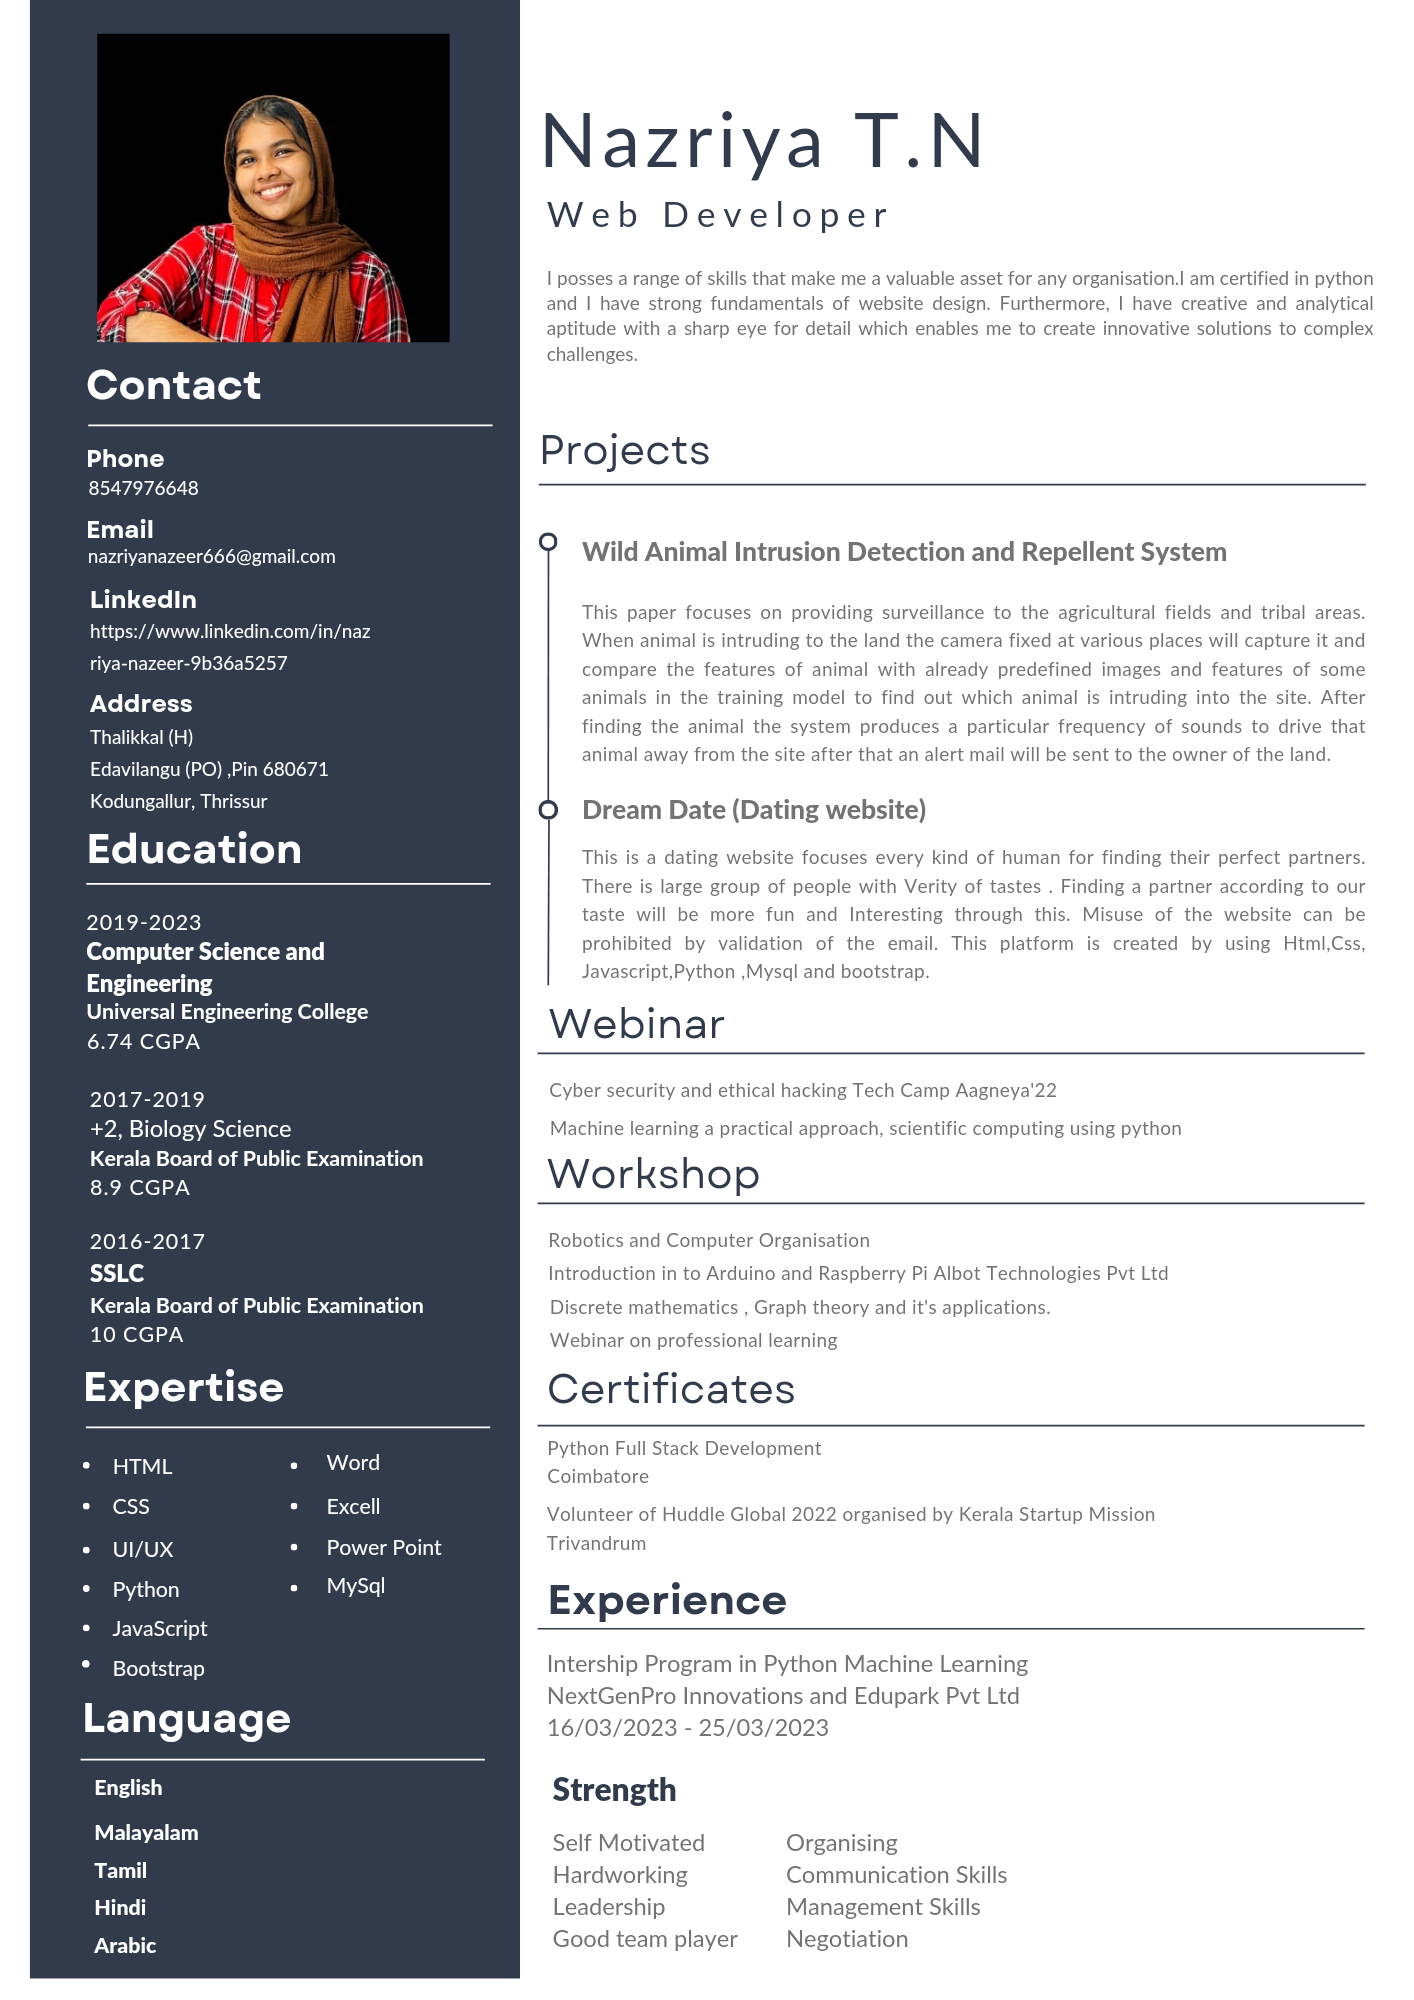 Contact
Phone
8547976648
Email
nazriyanazeer666@gmail.com
LinkedIn
https://www.linkedin.com/in/naz
riya-nazeer-9b36a5257
Address
Thalikkal (H)
Edavilangu (PO) ,Pin 680671
Kodungallur, Thrissur
Education
2019-2023
Computer Science and
Engineering
Universal Engineering College
6.74 CGPA
2017-2019
+2, Biology Science
Kerala Board of Public Examination
8.9 CGPA
2016-2017
SSLC
Kerala Board of Public Examination
10 CGPA
Expertise
HTML
CSS
UI/UX
Python
JavaScript
Bootstrap
Word
Excell
Power Point
MySql
Language
English
Malayalam
Tamil
Hindi
Arabic
Nazriya T.N
Web Developer
I posses a range of skills that make me a valuable asset for any organisation.I am certified in python
and I have strong fundamentals of website design. Furthermore, I have creative and analytical
aptitude with a sharp eye for detail which enables me to create innovative solutions to complex
challenges.
Projects
Wild Animal Intrusion Detection and Repellent System
This paper focuses on providing surveillance to the agricultural fields and tribal areas.
When animal is intruding to the land the camera fixed at various places will capture it and
compare the features of animal with already predefined images and features of some
animals in the training model to find out which animal is intruding into the site. After
finding the animal the system produces a particular frequency of sounds to drive that
animal away from the site after that an alert mail will be sent to the owner of the land.
Dream Date (Dating website)
This is a dating website focuses every kind of human for finding their perfect partners.
There is large group of people with Verity of tastes . Finding a partner according to our
taste will be more fun and Interesting through this. Misuse of the website can be
prohibited by validation of the email. This platform is created by using Html,Css,
Javascript,Python ,Mysql and bootstrap.
Webinar
Cyber security and ethical hacking Tech Camp Aagneya'22
Machine learning a practical approach, scientific computing using python
Workshop
Robotics and Computer Organisation
Introduction in to Arduino and Raspberry Pi Albot Technologies Pvt Ltd
Discrete mathematics , Graph theory and it's applications.
Webinar on professional learning
Certificates
Python Full Stack Development
Coimbatore
Volunteer of Huddle Global 2022 organised by Kerala Startup Mission
Trivandrum
Experience
Intership Program in Python Machine Learning
NextGenPro Innovations and Edupark Pvt Ltd
16/03/2023 - 25/03/2023
Strength
Self Motivated
Hardworking
Leadership
Good team player
Organising
Communication Skills
Management Skills
Negotiation